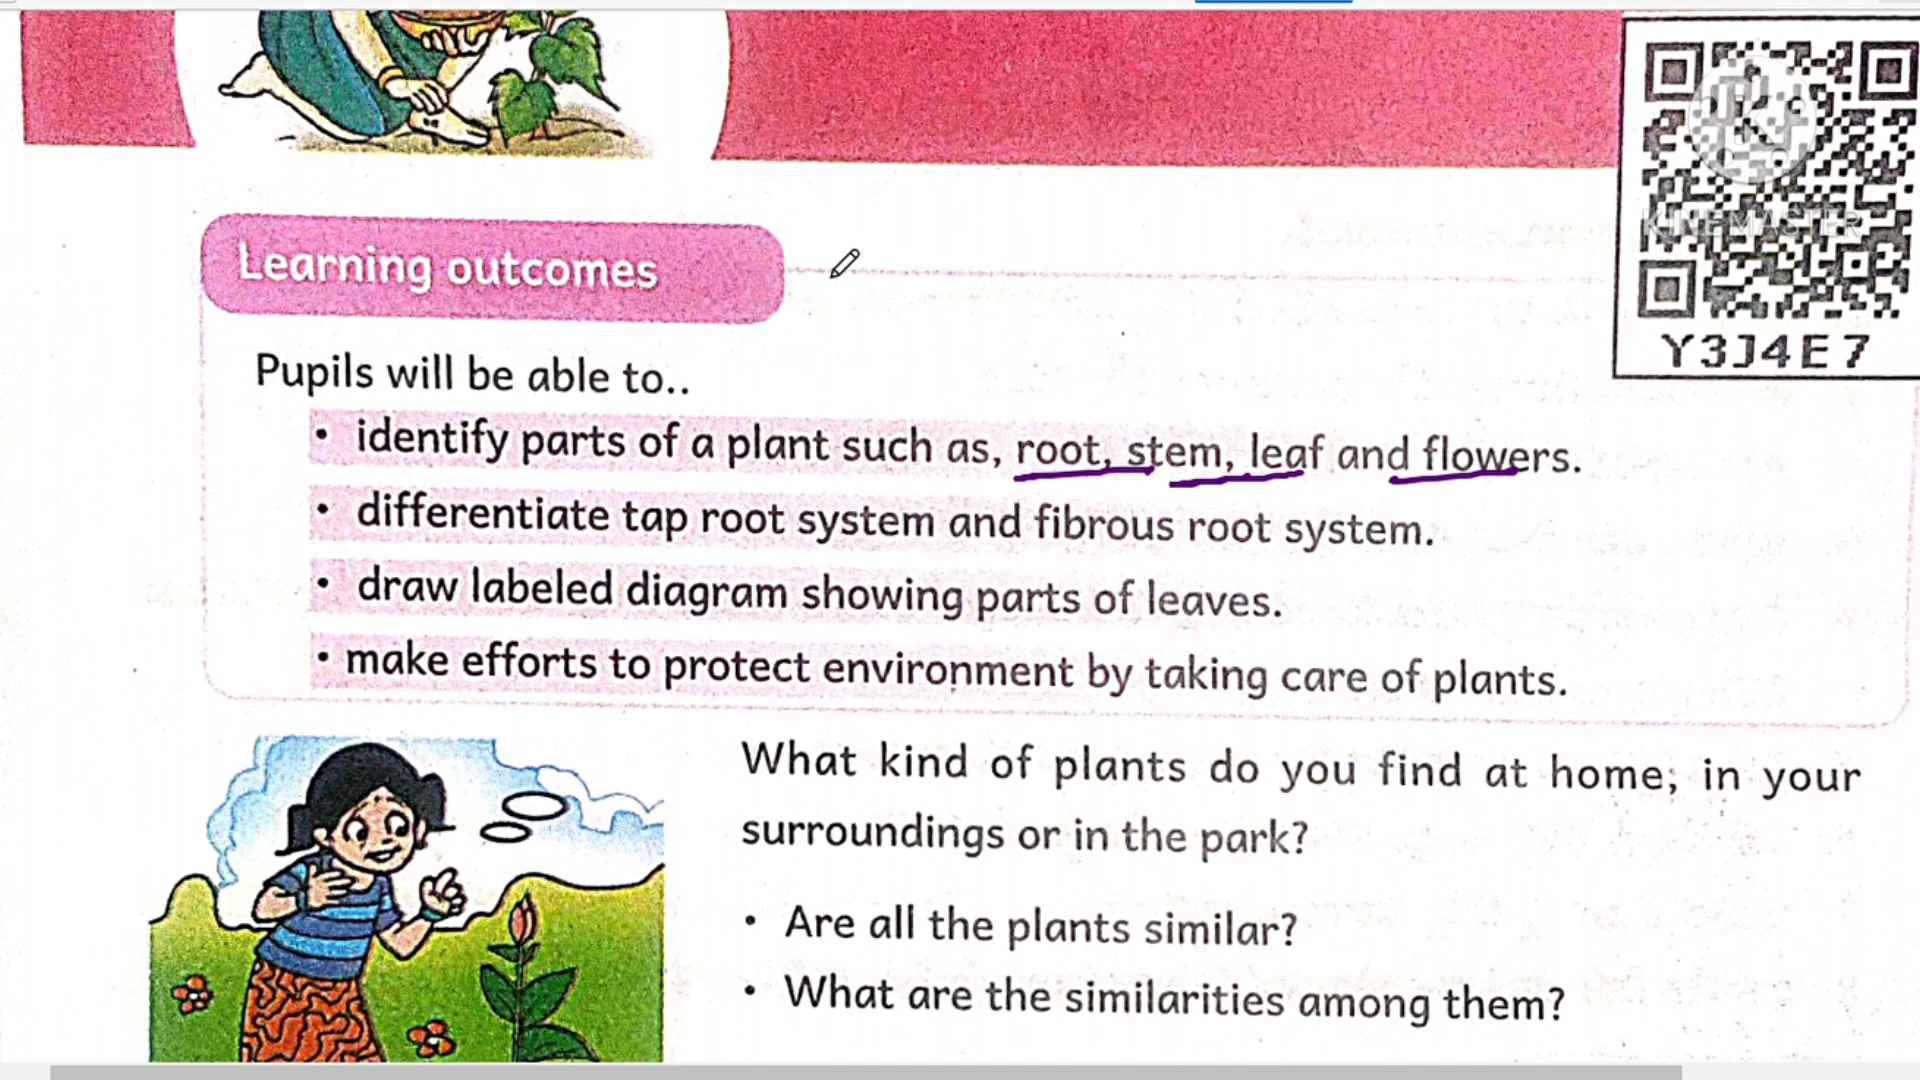 Y3J4E7
KINEMASTER
Learning outcomes
Pupils will be able to..
• identify parts of a plant such as, root, stem, leaf and flowers.
• differentiate tap root system and fibrous root system.
• draw labeled diagram showing parts of leaves.
• make efforts to protect environment by taking care of plants.
What kind of plants do you find at home; in your
surroundings or in the park?
• Are all the plants similar?
• What are the similarities among them?